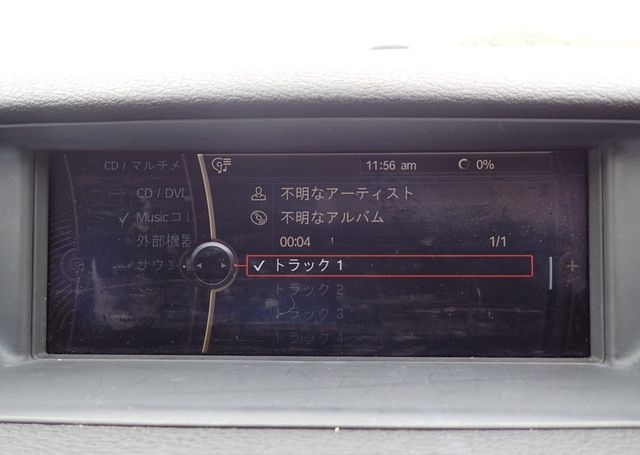 CD / マルチメ
11:56 am
0%
CD / DVD
不明なアーティスト
Musicコ
不明なアルバム
外部機器
00:04
1/1
サウン
トラック 1
トラック 2
トラック 3